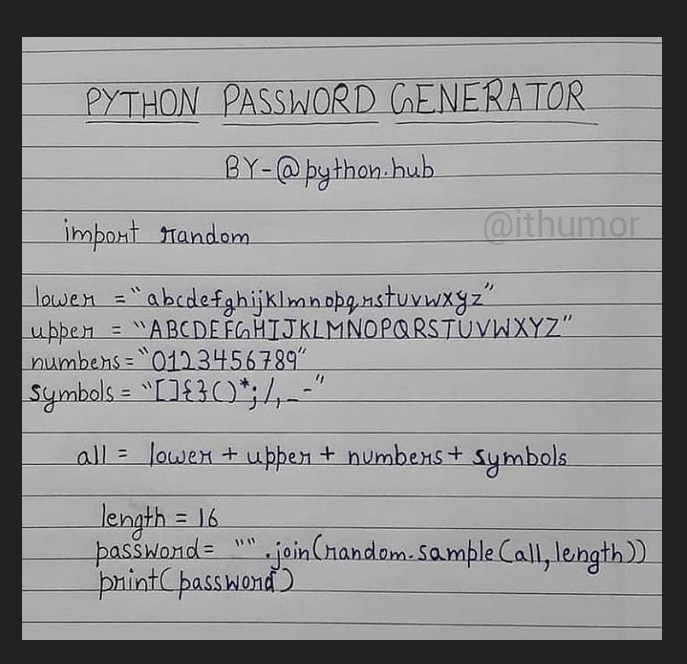 PYTHON PASSWORD GENERATOR
BY-@python.hub
@ithumor
import random
lower = "abcdefghijklmnopqrstuvwxyz"
upper = "ABCDEFGHIJKLMNOPQRSTUVWXYZ"
numbers = "0123456789"
symbols = "[]{}()*;/,_-"
all = lower + upper + numbers + symbols
length = 16
password = "".join(random.sample(all, length))
print(password)